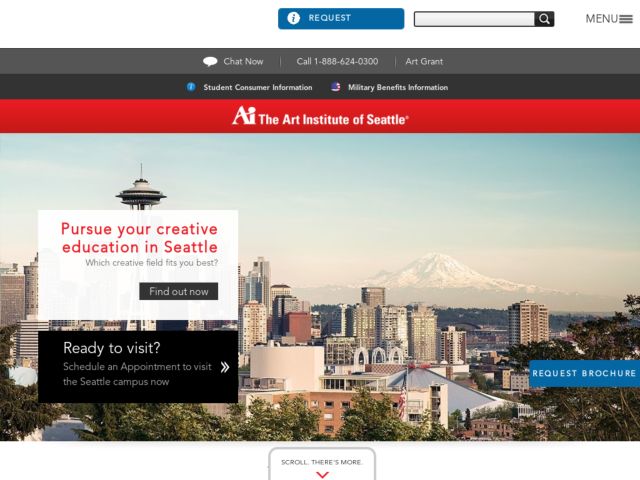 REQUEST
MENU
Chat Now
Call 1-888-624-0300
Art Grant
Student Consumer Information
Military Benefits Information
Ai The Art Institute of Seattle®
Pursue your creative
education in Seattle
Which creative field fits you best?
Find out now
Ready to visit?
Schedule an Appointment to visit
the Seattle campus now
REQUEST BROCHURE
SCROLL. THERE'S MORE.